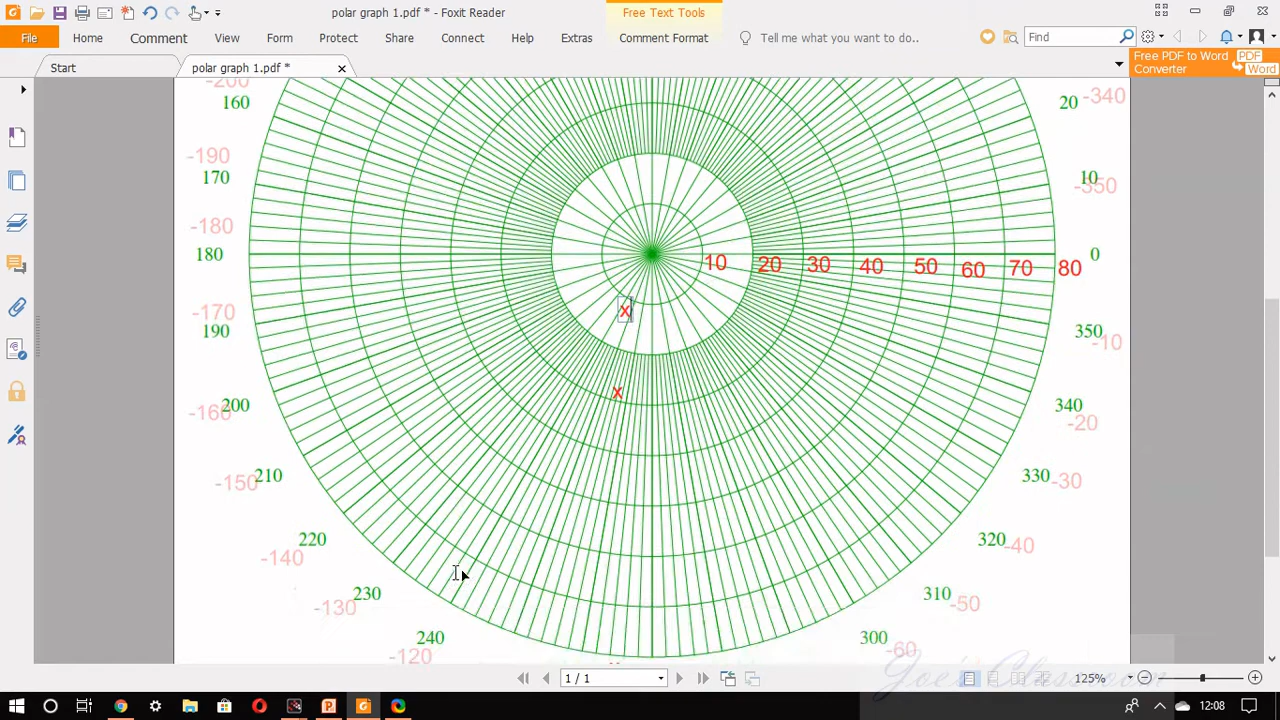 polar graph 1.pdf * - Foxit Reader
Free Text Tools
File Home Comment View Form Protect Share Connect Help Extras Comment Format Tell me what you want to do.. Find
Start
polar graph 1.pdf *
Free PDF to Word Converter
PDF
Word
-200
160
20
-340
-190
170
10
-350
-180
180
0
10 20 30 40 50 60 70 80
x
-170
190
350
-10
x
-160
200
340
-20
-150
210
330
-30
220
-140
320
-40
230
-130
310
-50
240
-120
300
-60
Joe's Classroom
1 / 1
125%
12:08